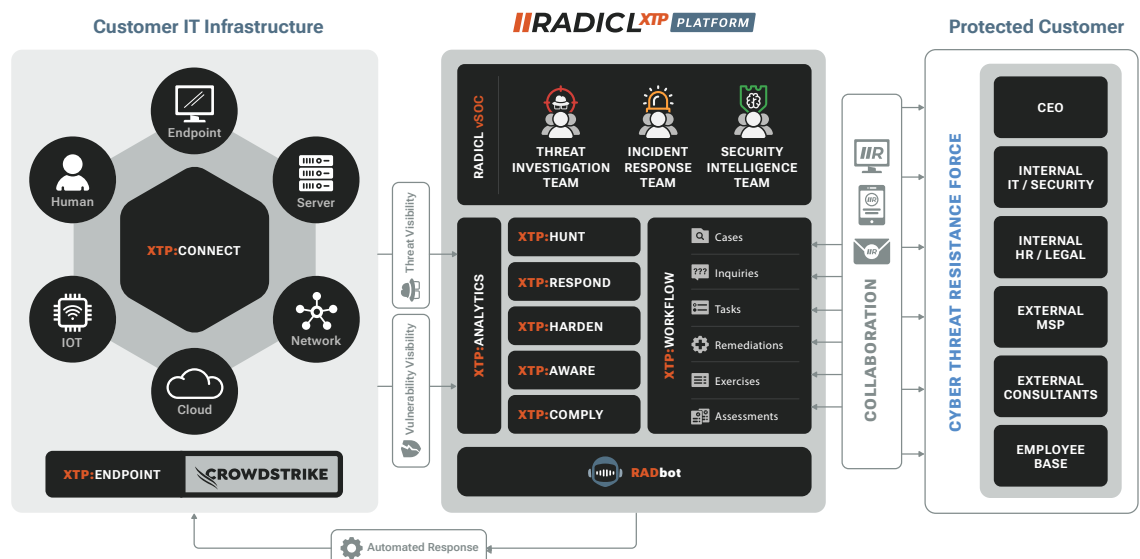 Customer IT Infrastructure
RADICL XTP PLATFORM
Protected Customer
Endpoint
Human
Server
XTP:CONNECT
IOT
Network
Cloud
XTP:ENDPOINT
CROWDSTRIKE
Threat Visibility
Vulnerability Visibility
RADICL vSOC
THREAT
INVESTIGATION
TEAM
INCIDENT
RESPONSE
TEAM
SECURITY
INTELLIGENCE
TEAM
XTP:ANALYTICS
XTP:HUNT
XTP:RESPOND
XTP:HARDEN
XTP:AWARE
XTP:COMPLY
XTP:WORKFLOW
Cases
???
Inquiries
Tasks
Remediations
Exercises
Assessments
RADbot
Automated Response
R
R
R
COLLABORATION
CYBER THREAT RESISTANCE FORCE
CEO
INTERNAL
IT / SECURITY
INTERNAL
HR / LEGAL
EXTERNAL
MSP
EXTERNAL
CONSULTANTS
EMPLOYEE
BASE